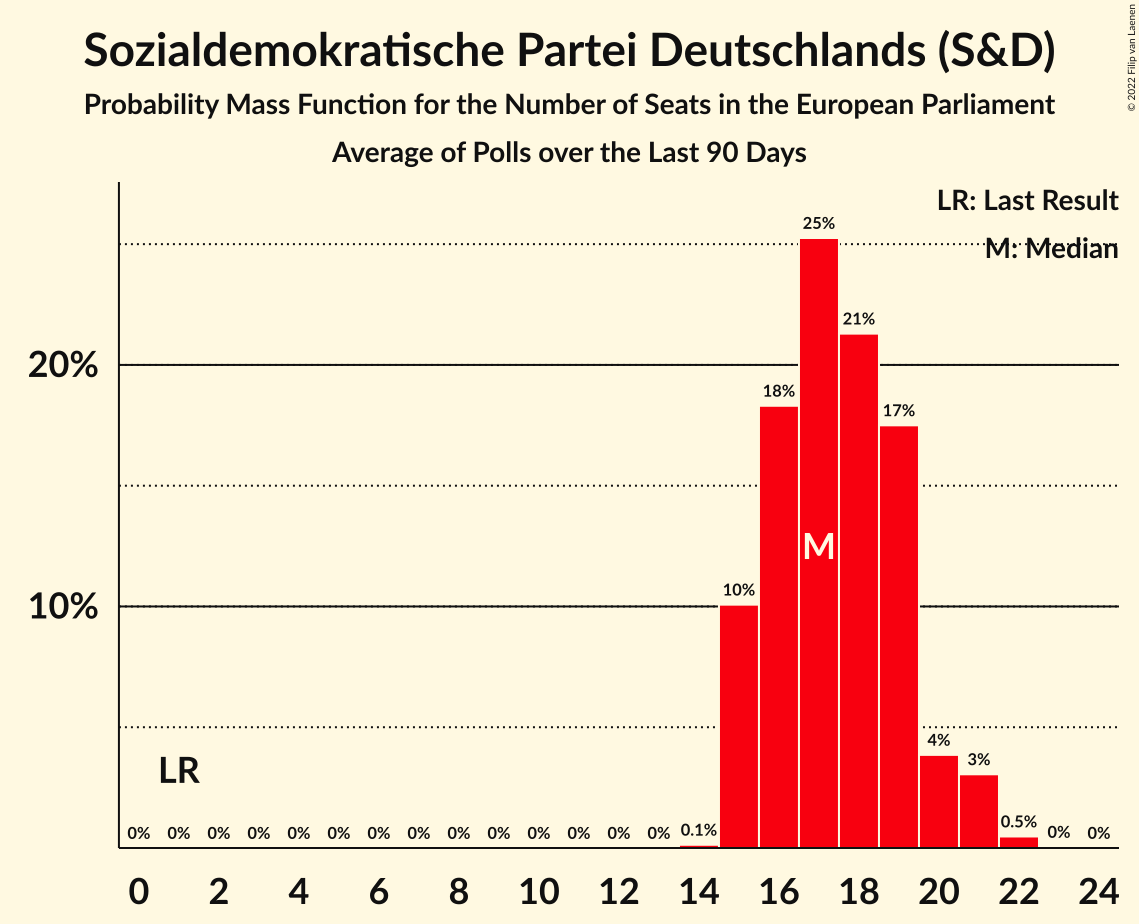 Sozialdemokratische Partei Deutschlands (S&D)
Probability Mass Function for the Number of Seats in the European Parliament
Average of Polls over the Last 90 Days
© 2022 Filip van Laenen
LR: Last Result
M: Median
25%
21%
20%
18%
17%
M
10%
10%
4%
3%
LR
0% 0% 0% 0% 0% 0% 0% 0% 0% 0% 0% 0% 0% 0% 0.1% 0.5% 0% 0%
0 2 4 6 8 10 12 14 16 18 20 22 24